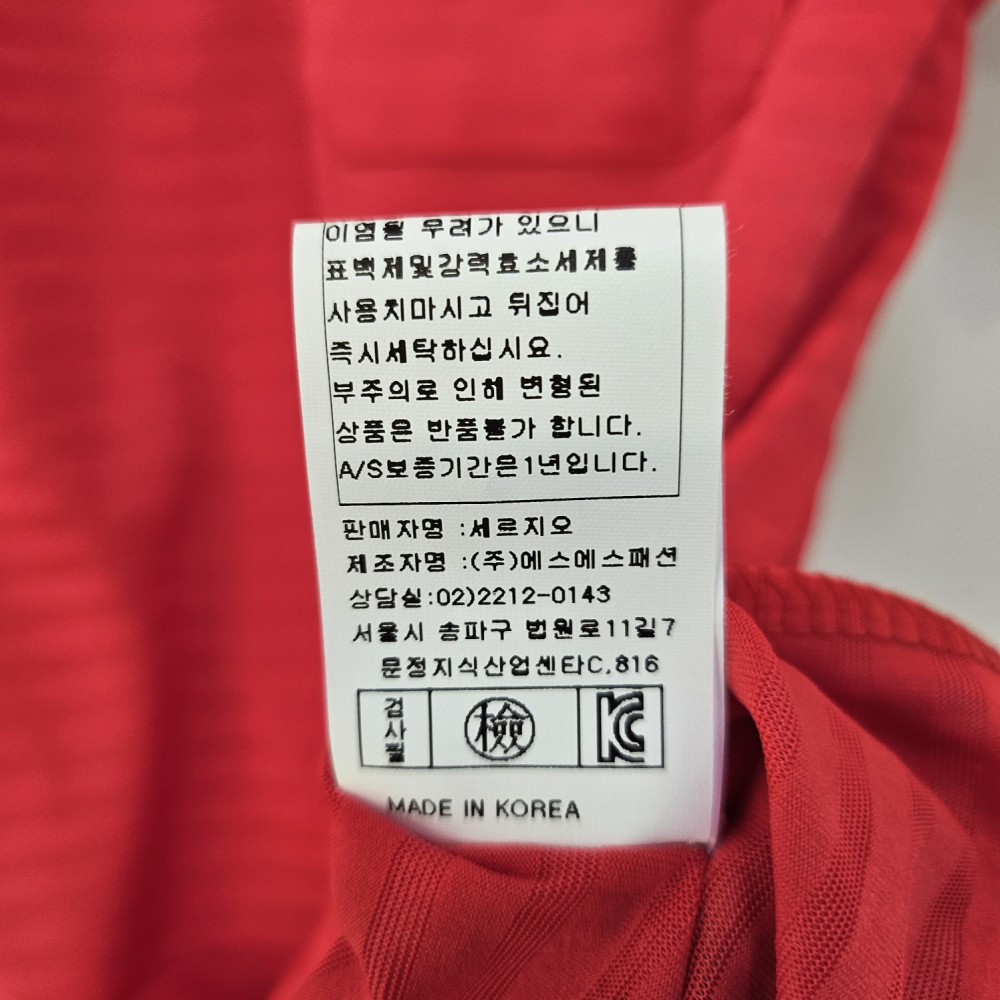 이염될 우려가 있으니
표백제및강력효소세제를
사용치마시고 뒤집어
즉시세탁하십시요.
부주의로 인해 변형된
상품은 반품불가 합니다.
A/S보증기간은1년입니다.
판매자명 :세르지오
제조자명 :(주)에스에스패션
상담실:02)2212-0143
서울시 송파구 법원로11길7
문정지식산업센타C,816
검사필 檢 KC
MADE IN KOREA